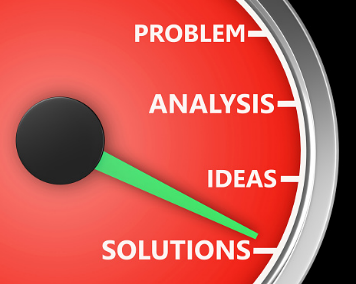 PROBLEM
ANALYSIS
IDEAS
SOLUTIONS